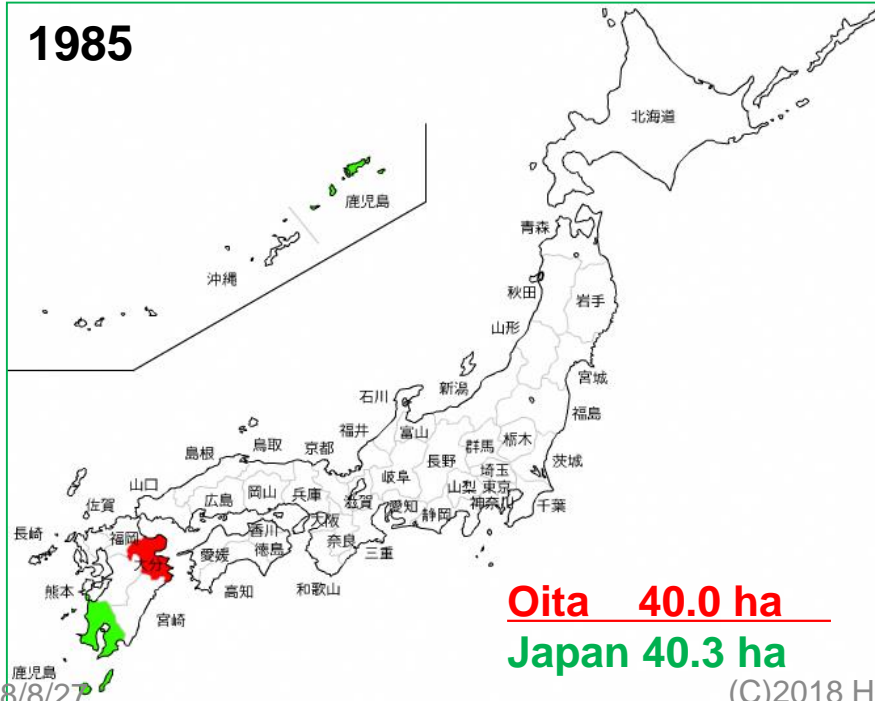 1985
北海道
鹿児島
青森
沖縄
秋田
岩手
山形
宮城
新潟
石川
福島
福井
富山
群馬
栃木
鳥取
京都
長野
島根
茨城
岐阜
埼玉
山口
山梨
東京
広島
岡山
兵庫
滋賀
愛知
神奈川
千葉
佐賀
静岡
大阪
長崎
福岡
香川
奈良
三重
愛媛
徳島
大分
熊本
高知
和歌山
宮崎
鹿児島
Oita 40.0 ha
Japan 40.3 ha
8/8/27
(C)2018 H